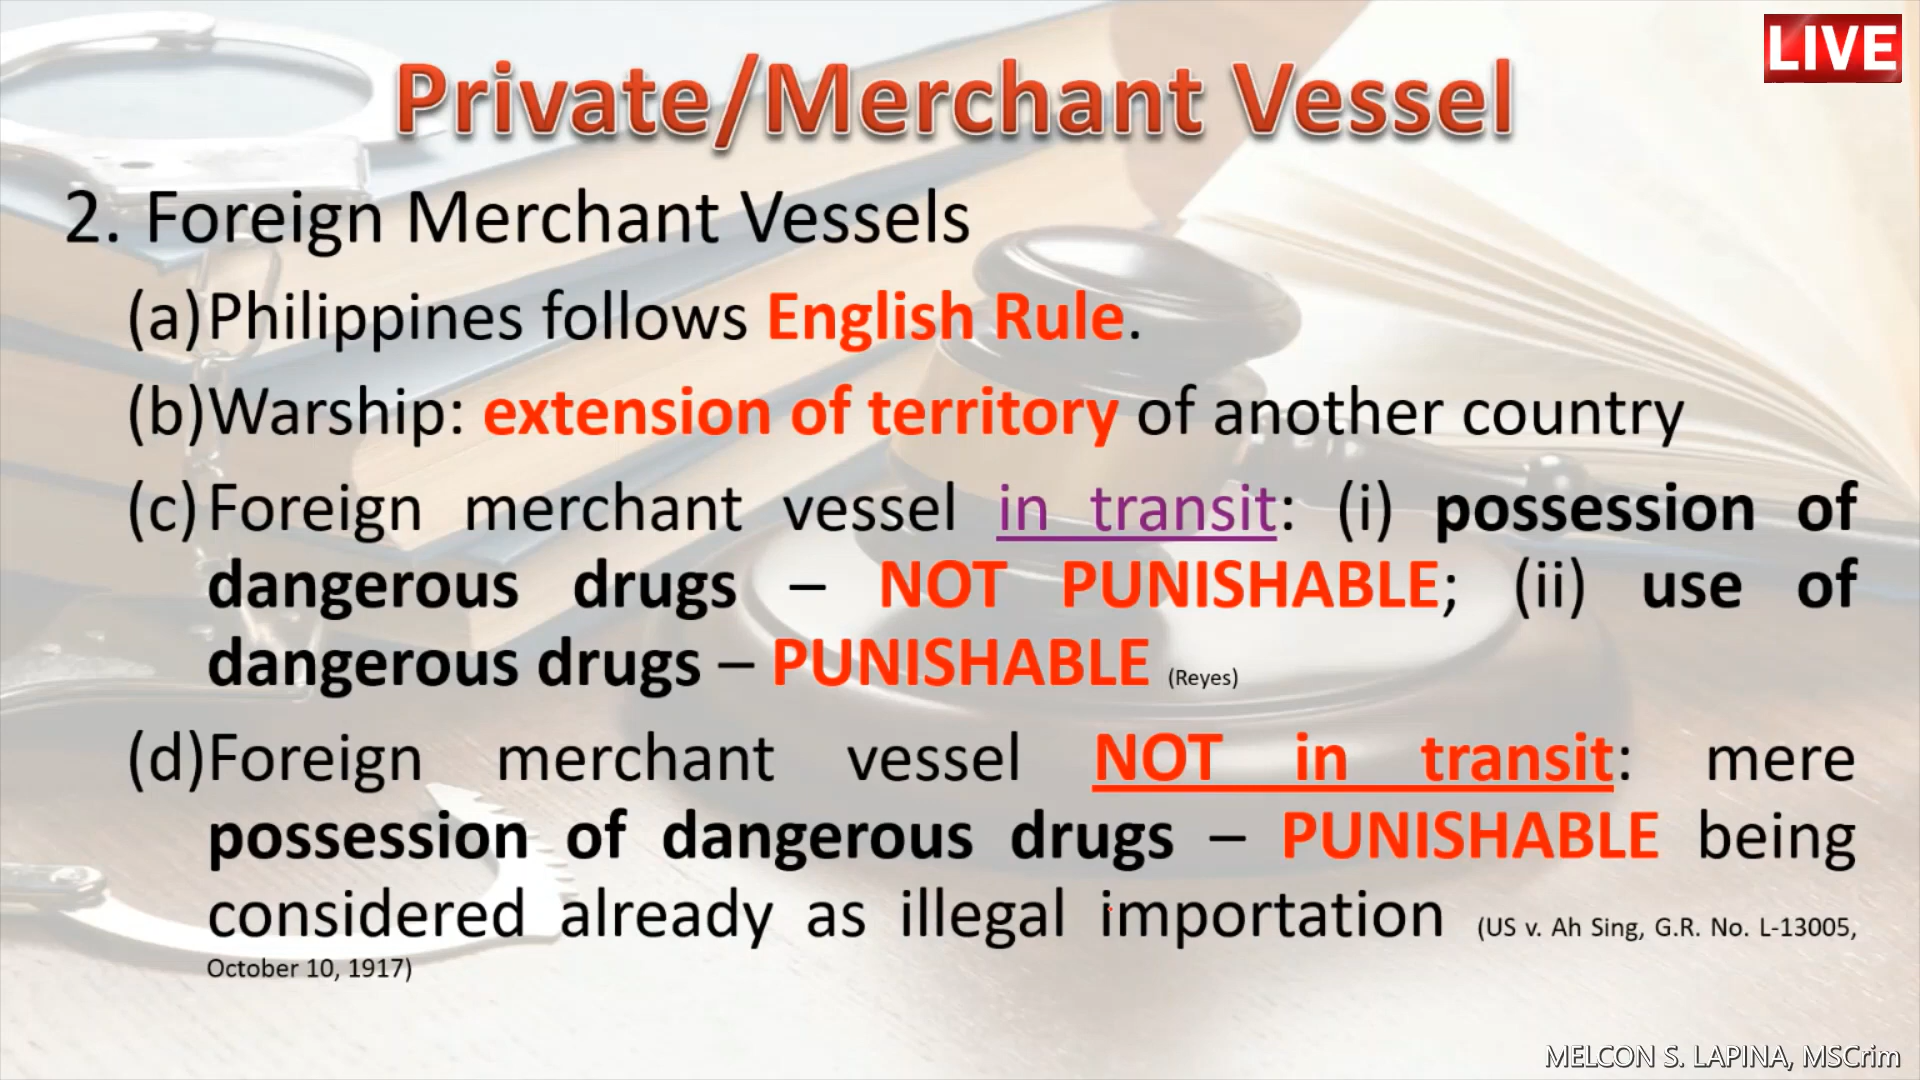 LIVE
Private/Merchant Vessel
2. Foreign Merchant Vessels
(a)Philippines follows English Rule.
(b)Warship: extension of territory of another country
(c)Foreign merchant vessel in transit: (i) possession of
dangerous drugs – NOT PUNISHABLE; (ii) use of
dangerous drugs – PUNISHABLE (Reyes)
(d)Foreign merchant vessel NOT in transit: mere
possession of dangerous drugs – PUNISHABLE being
considered already as illegal importation (US v. Ah Sing, G.R. No. L-13005,
October 10, 1917)
MELCON S. LAPINA, MSCrim